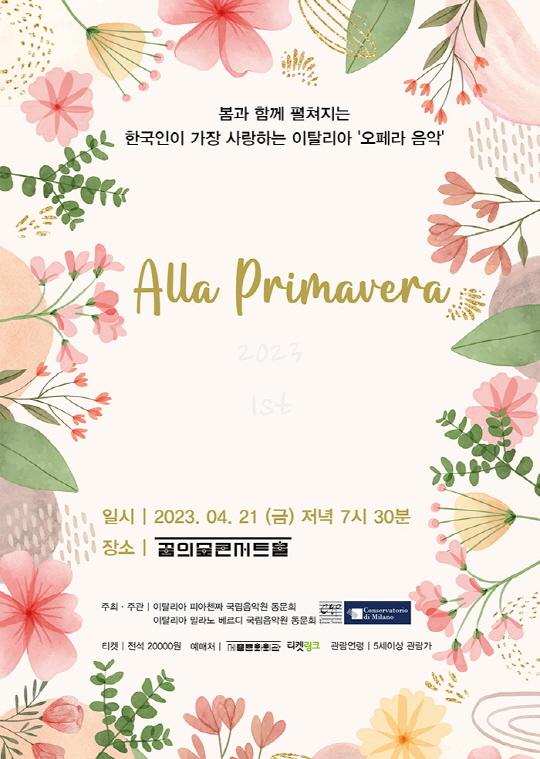 봄과 함께 펼쳐지는
한국인이 가장 사랑하는 이탈리아 '오페라 음악'
Alla Primavera
2023
1st
일시 | 2023. 04. 21 (금) 저녁 7시 30분
장소 | 꿈의숲콘서트홀
주최 · 주관 | 이탈리아 피아첸짜 국립음악원 동문회
이탈리아 밀라노 베르디 국립음악원 동문회 Conservatorio di Milano
티켓 | 전석 20000원 예매처 | 세종문화회관 티켓링크 관람연령 | 5세이상 관람가